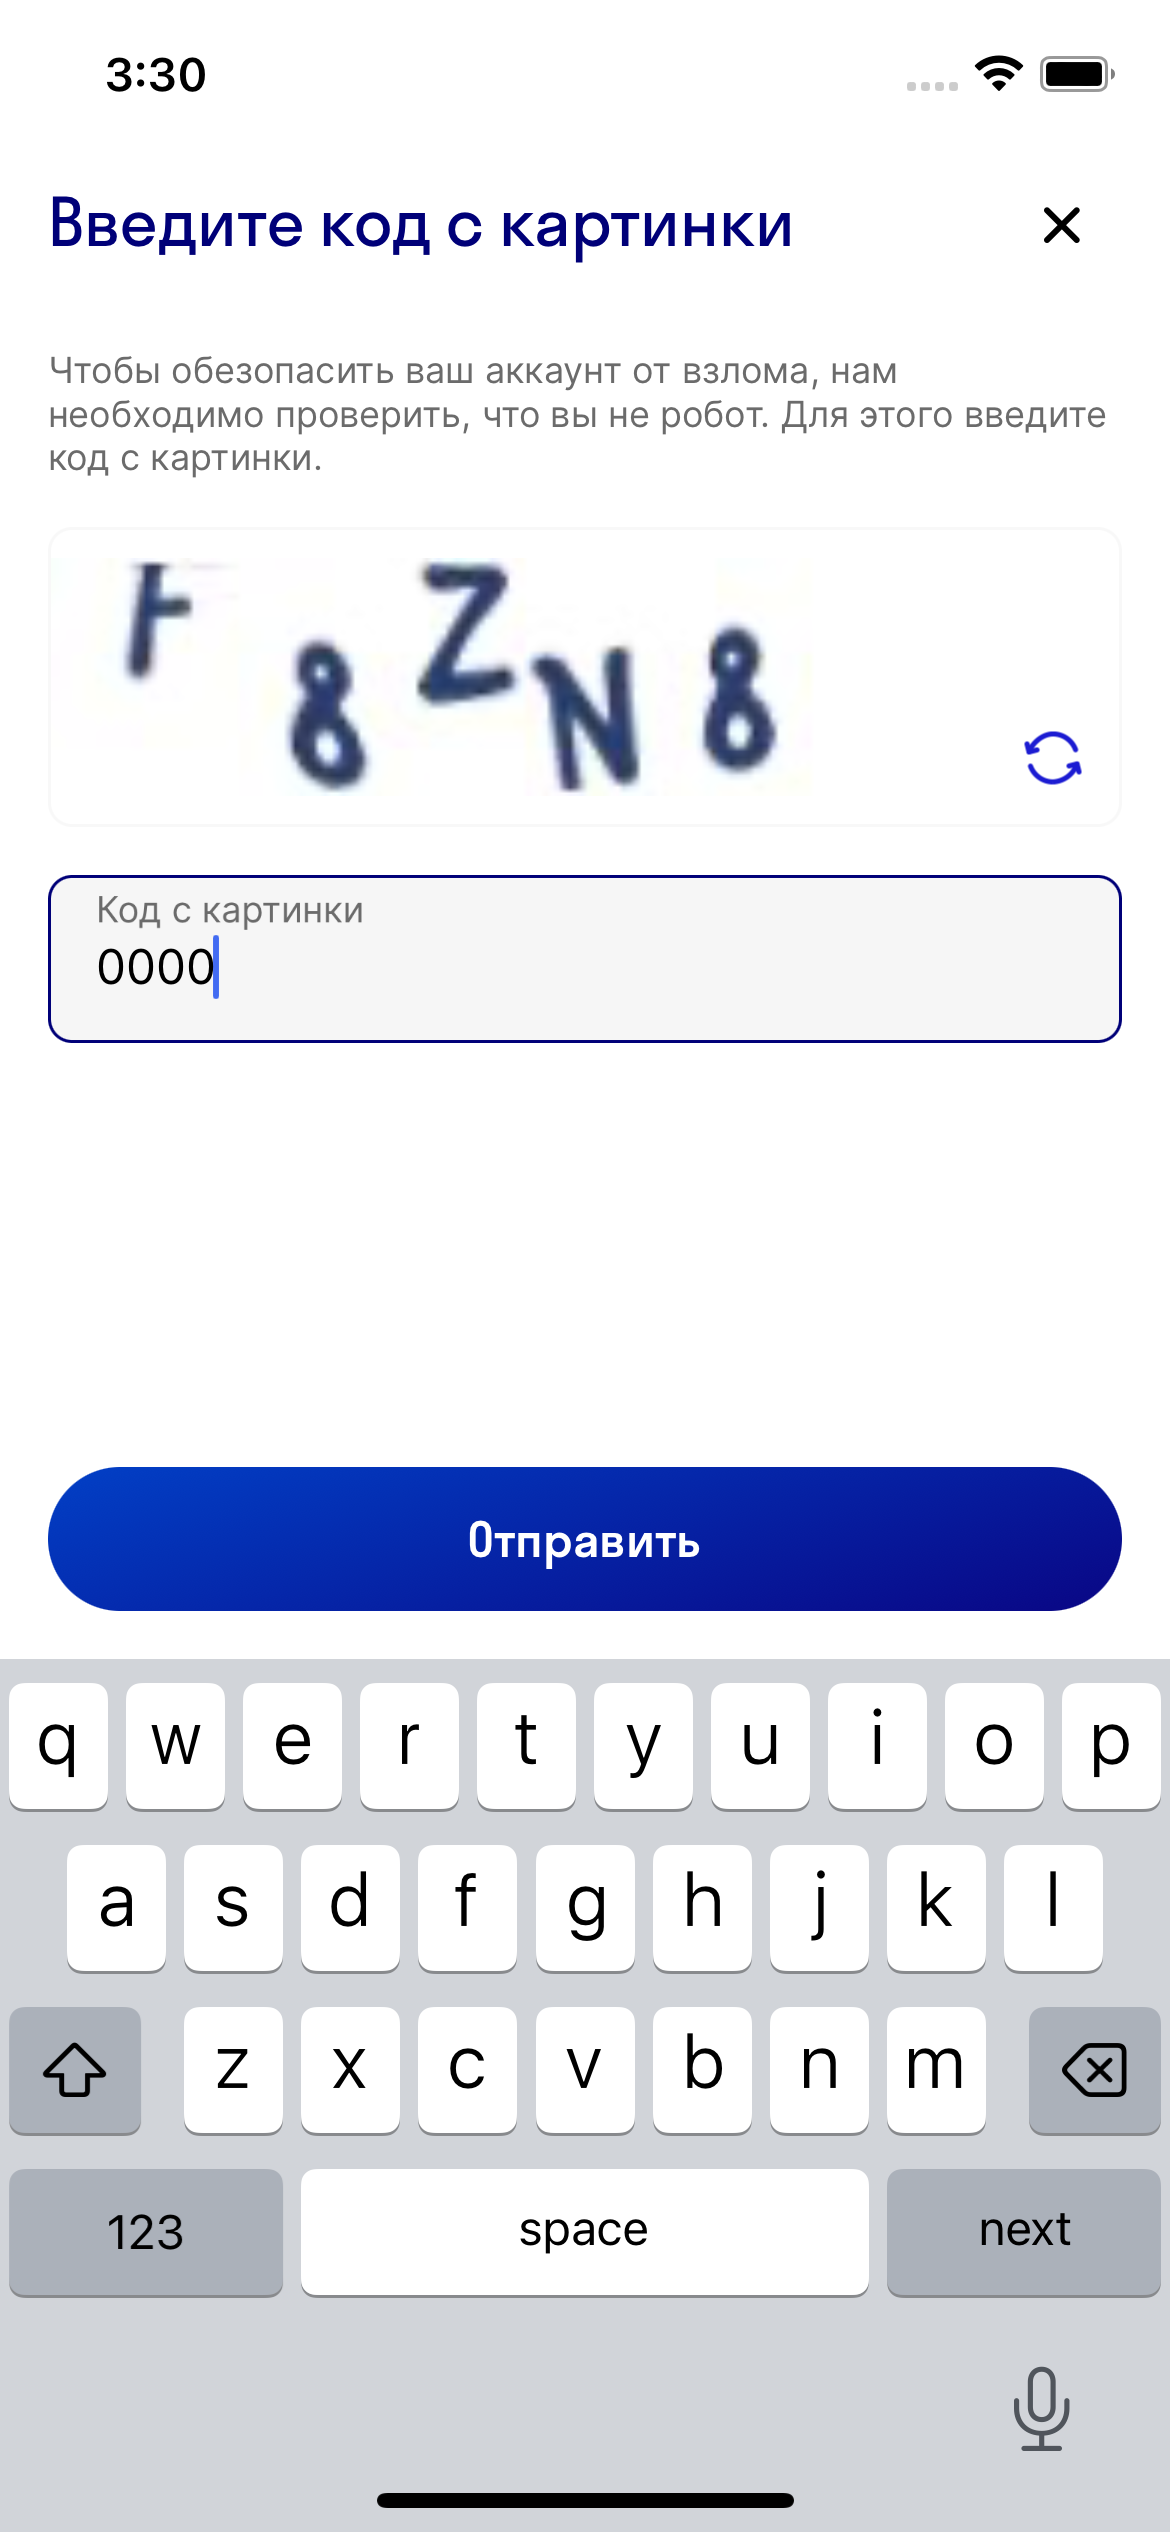 3:30
Введите код с картинки
Чтобы обезопасить ваш аккаунт от взлома, нам
необходимо проверить, что вы не робот. Для этого введите
код с картинки.
F8ZN8
Код с картинки
0000
Отправить
q w e r t y u i o p
a s d f g h j k l
z x c v b n m
123 space next